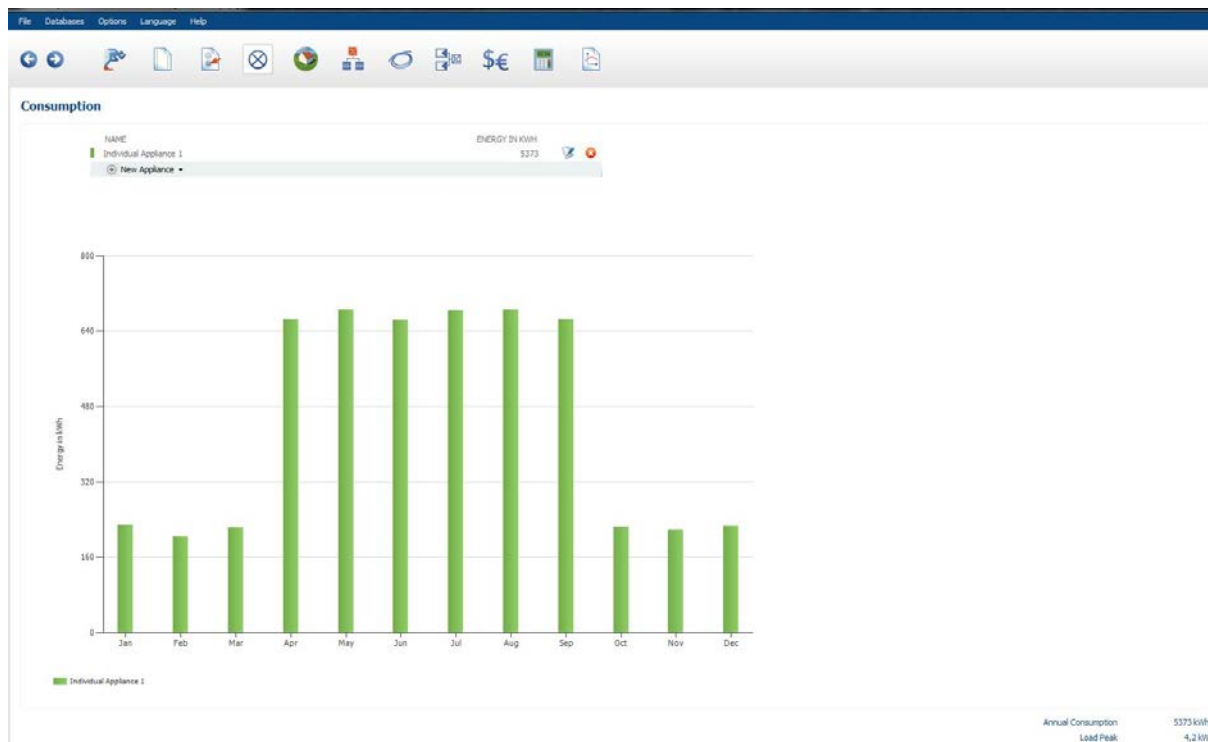 File Databases Options Language Help
$€
Consumption
NAME ENERGY IN KWH
Individual Appliance 1 5373
New Appliance
800
640
480
320
160
0
Energy in kWh
Jan Feb Mar Apr May Jun Jul Aug Sep Oct Nov Dec
Individual Appliance 1
Annual Consumption 5373 kWh
Load Peak 4,2 kW